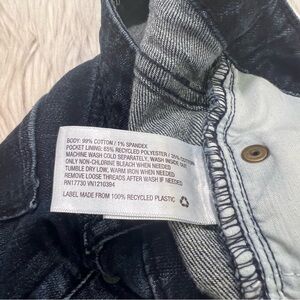 BODY: 99% COTTON / 1% SPANDEX
POCKET LINING: 65% RECYCLED POLYESTER / 35% COTTON
MACHINE WASH COLD SEPARATELY, WASH INSIDE OUT
ONLY NON-CHLORINE BLEACH WHEN NEEDED
TUMBLE DRY LOW, WARM IRON WHEN NEEDED
REMOVE LOOSE THREADS AFTER WASH IF NEEDED
RN17730 VN1210394
LABEL MADE FROM 100% RECYCLED PLASTIC